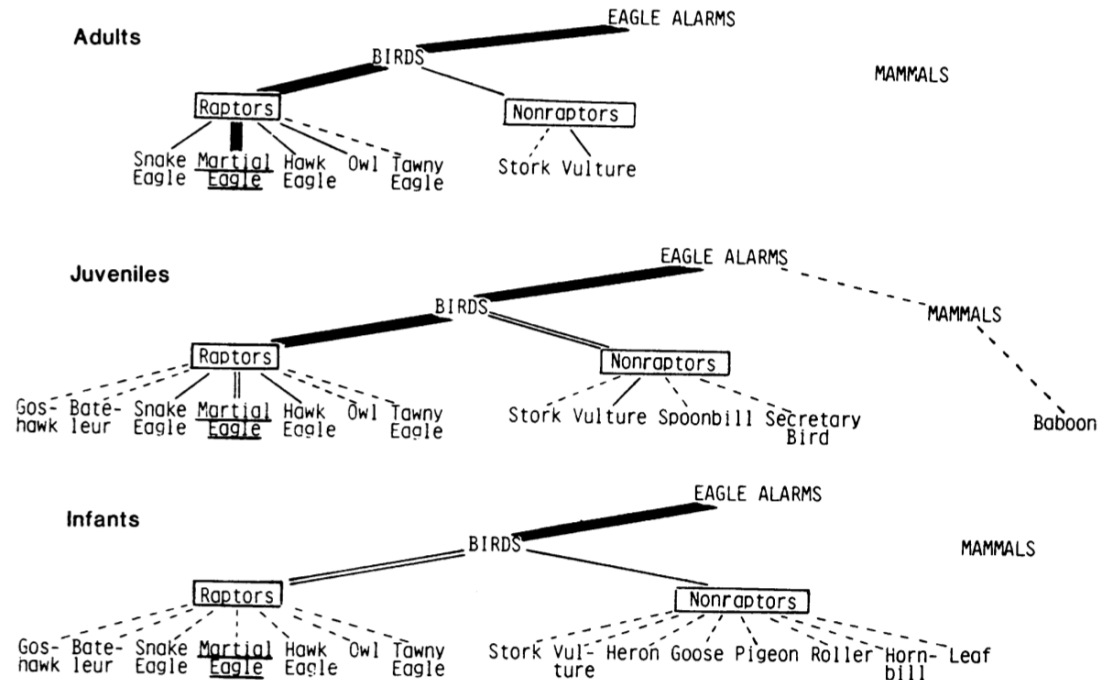 EAGLE ALARMS
Adults
BIRDS
MAMMALS
Raptors
Nonraptors
Snake Martial Hawk Owl Tawny
Eagle Eagle Eagle Eagle
Stork Vulture
EAGLE ALARMS
Juveniles
BIRDS
MAMMALS
Raptors
Nonraptors
Gos- Bate- Snake Martial Hawk Owl Tawny
hawk leur Eagle Eagle Eagle Eagle
Stork Vulture Spoonbill Secretary
Bird
Baboon
EAGLE ALARMS
Infants
BIRDS
MAMMALS
Raptors
Nonraptors
Gos- Bate- Snake Martial Hawk Owl Tawny
hawk leur Eagle Eagle Eagle Eagle
Stork Vul- Heron Goose Pigeon Roller Horn- Leaf
ture bill